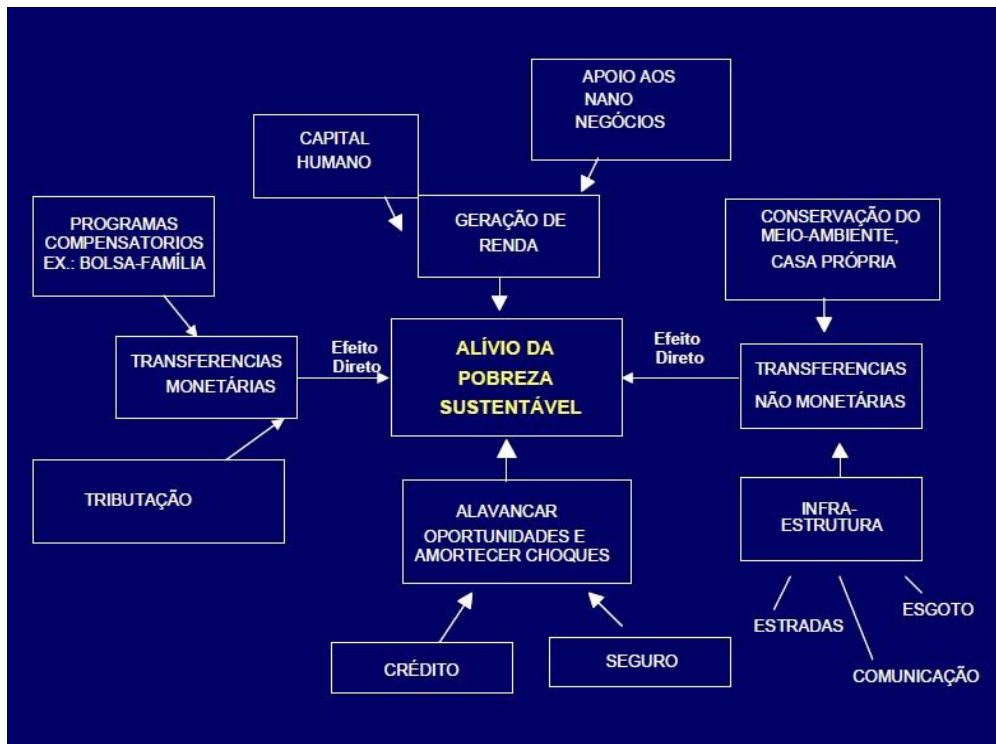 APOIO AOS
NANO
NEGÓCIOS
CAPITAL
HUMANO
PROGRAMAS
COMPENSATORIOS
EX.: BOLSA-FAMÍLIA
GERAÇÃO DE
RENDA
CONSERVAÇÃO DO
MEIO-AMBIENTE,
CASA PRÓPRIA
TRANSFERENCIAS
MONETÁRIAS
Efeito
Direto
ALÍVIO DA
POBREZA
SUSTENTÁVEL
Efeito
Direto
TRANSFERENCIAS
NÃO MONETÁRIAS
TRIBUTAÇÃO
ALAVANCAR
OPORTUNIDADES E
AMORTECER CHOQUES
INFRA-
ESTRUTURA
CRÉDITO
SEGURO
ESTRADAS
ESGOTO
COMUNICAÇÃO